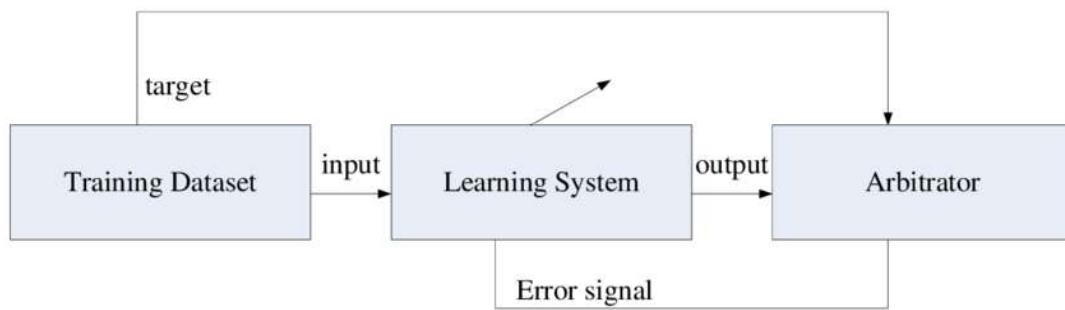 target
Training Dataset
input
Learning System
output
Arbitrator
Error signal